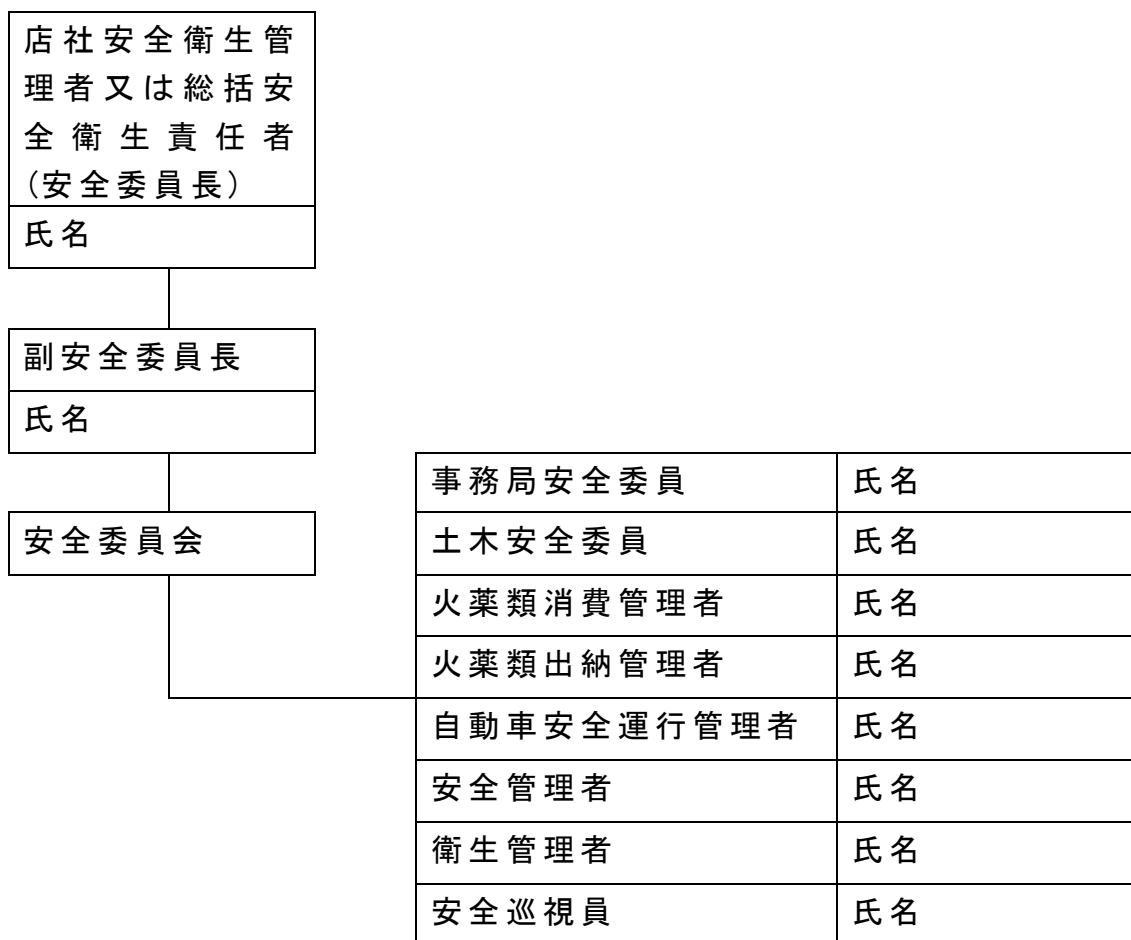 店社安全衛生管
理者又は総括安
全衛生責任者
（安全委員長）
氏名
副安全委員長
氏名
安全委員会
事務局安全委員 氏名
土木安全委員 氏名
火薬類消費管理者 氏名
火薬類出納管理者 氏名
自動車安全運行管理者 氏名
安全管理者 氏名
衛生管理者 氏名
安全巡視員 氏名